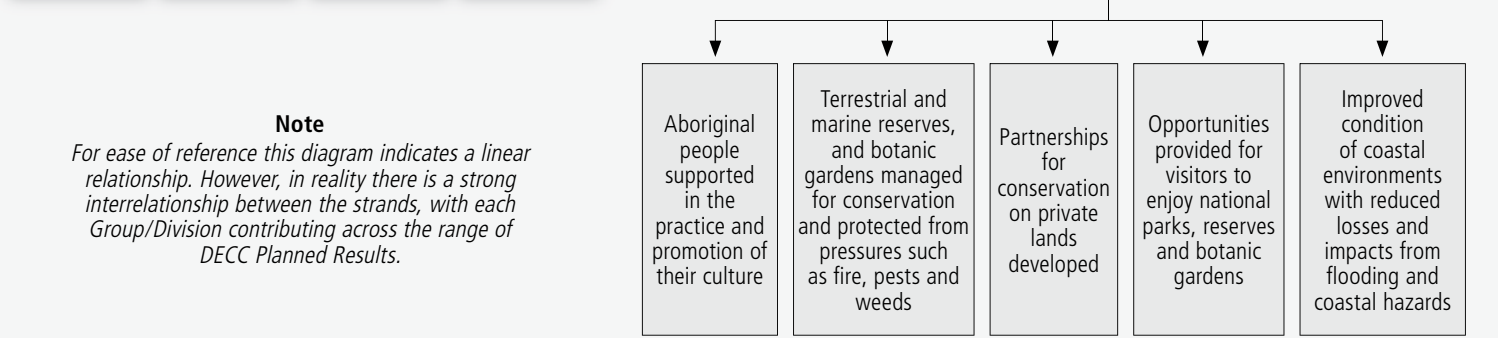 Note
For ease of reference this diagram indicates a linear
relationship. However, in reality there is a strong
interrelationship between the strands, with each
Group/Division contributing across the range of
DECC Planned Results.
Aboriginal
people
supported
in the
practice and
promotion of
their culture
Terrestrial and
marine reserves,
and botanic
gardens managed
for conservation
and protected from
pressures such
as fire, pests and
weeds
Partnerships
for
conservation
on private
lands
developed
Opportunities
provided for
visitors to
enjoy national
parks, reserves
and botanic
gardens
Improved
condition
of coastal
environments
with reduced
losses and
impacts from
flooding and
coastal hazards